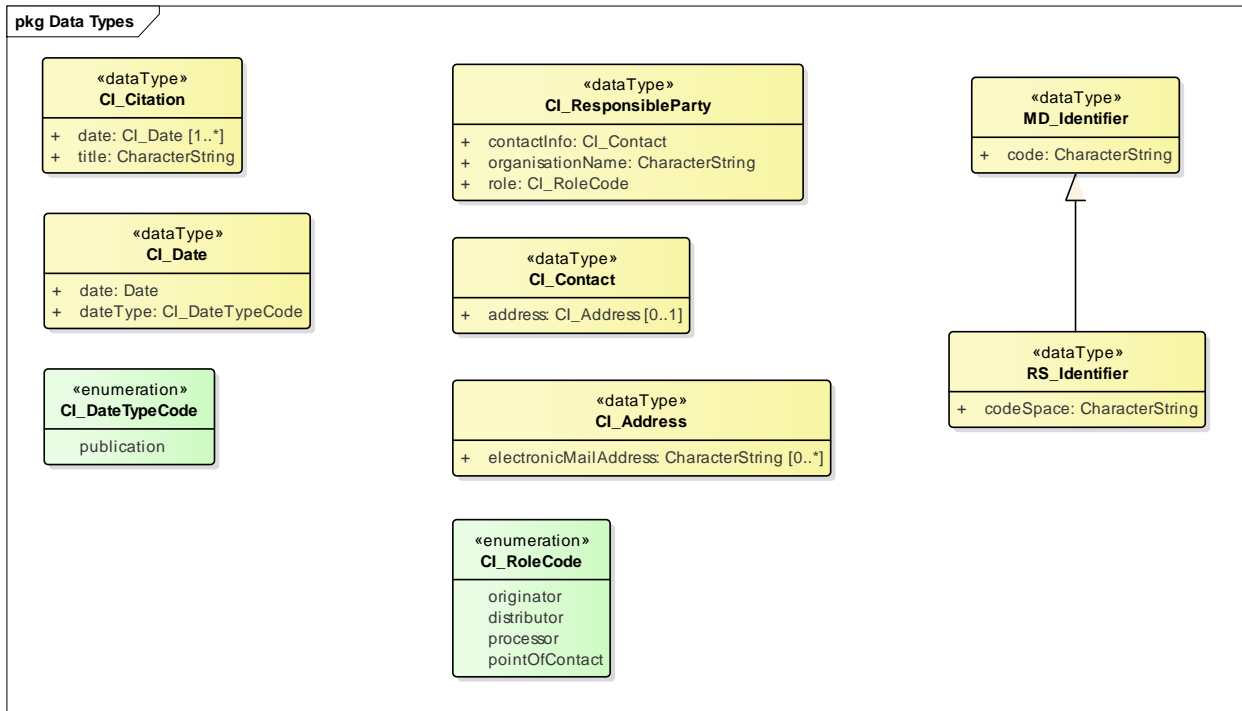 pkg Data Types
«dataType»
CI_Citation
+ date: CI_Date [1..*]
+ title: CharacterString
«dataType»
CI_Date
+ date: Date
+ dateType: CI_DateTypeCode
«enumeration»
CI_DateTypeCode
publication
«dataType»
CI_ResponsibleParty
+ contactInfo: CI_Contact
+ organisationName: CharacterString
+ role: CI_RoleCode
«dataType»
CI_Contact
+ address: CI_Address [0..1]
«dataType»
CI_Address
+ electronicMailAddress: CharacterString [0..*]
«enumeration»
CI_RoleCode
originator
distributor
processor
pointOfContact
«dataType»
MD_Identifier
+ code: CharacterString
«dataType»
RS_Identifier
+ codeSpace: CharacterString